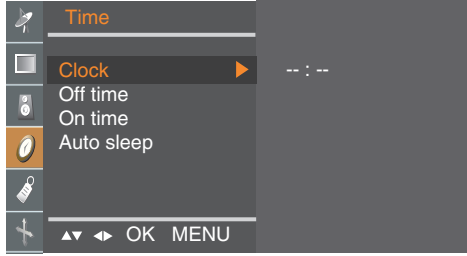 Time
Clock -- : --
Off time
On time
Auto sleep
OK MENU